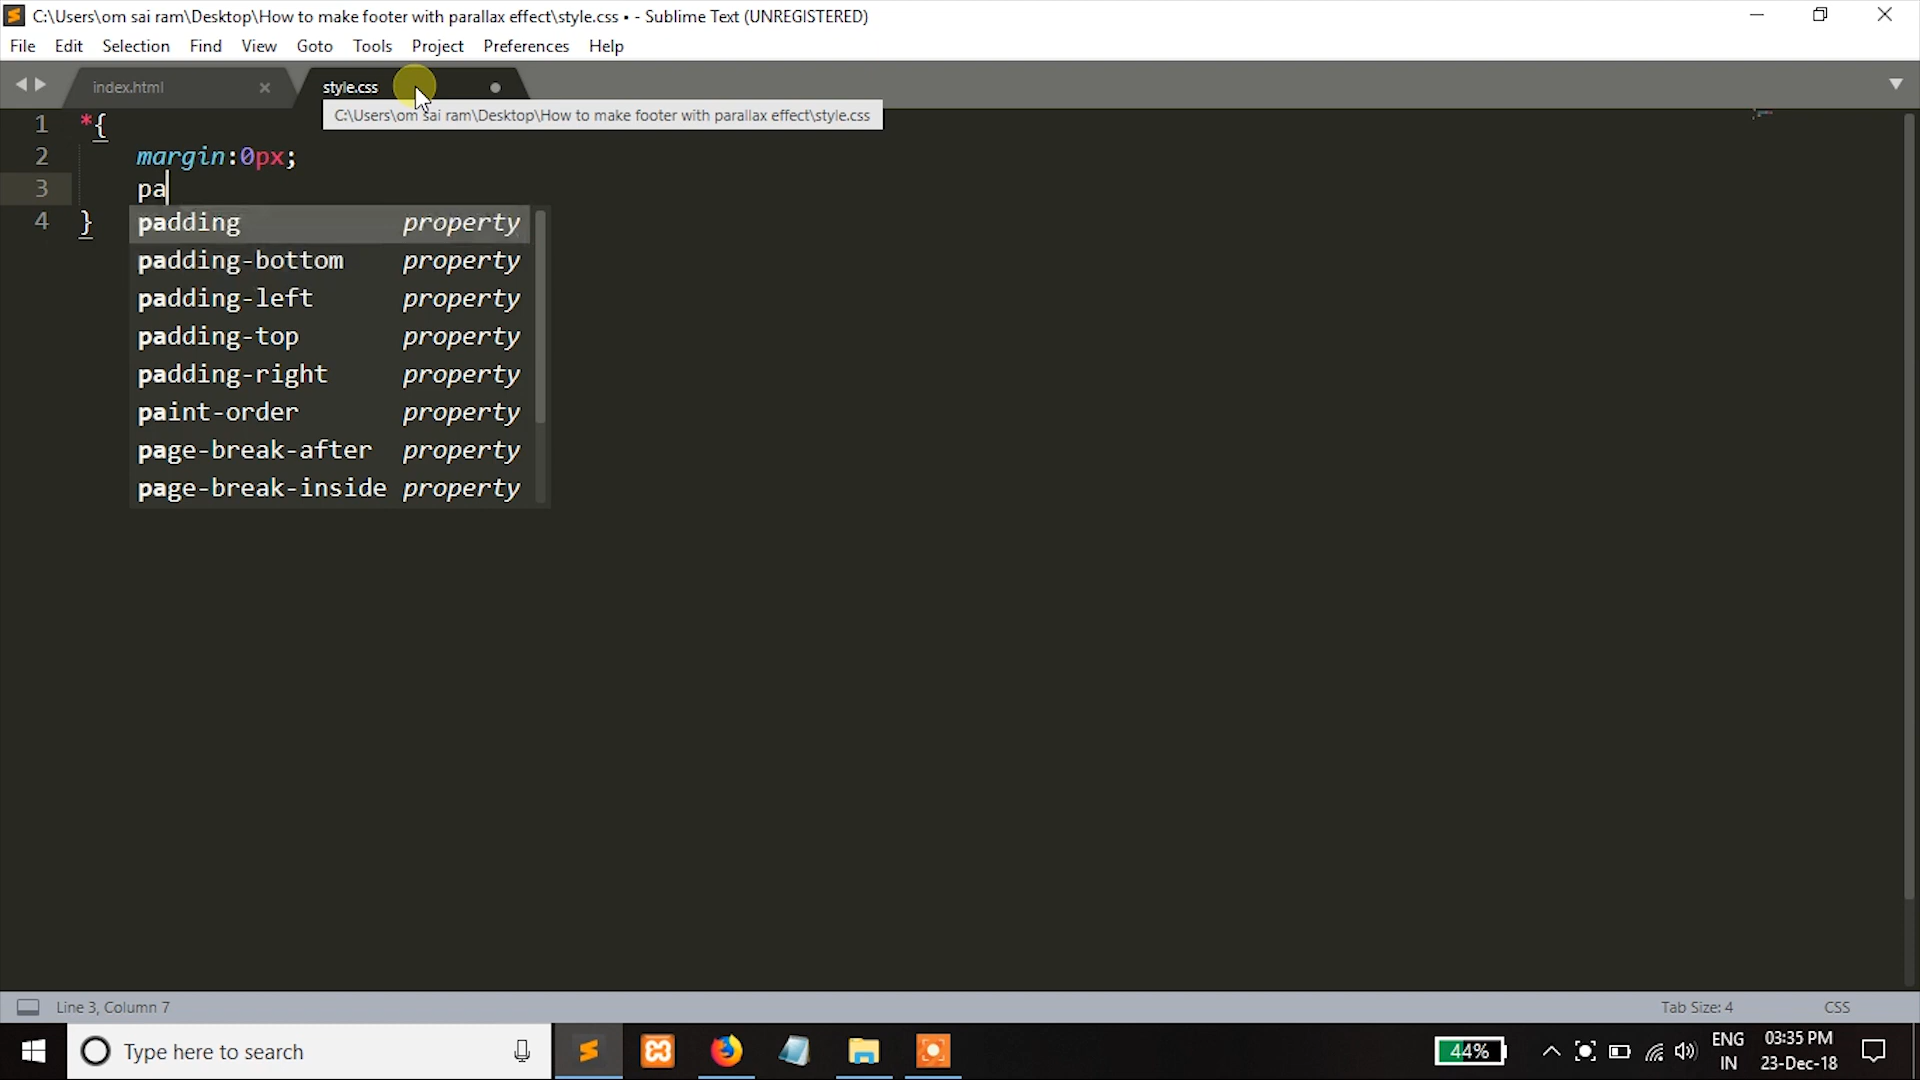 C:\Users\om sai ram\Desktop\How to make footer with parallax effect\style.css • - Sublime Text (UNREGISTERED)
File Edit Selection Find View Goto Tools Project Preferences Help
index.html × style.css
C:\Users\om sai ram\Desktop\How to make footer with parallax effect\style.css
1 *{
2 margin:0px;
3 pa
4 }
padding property
padding-bottom property
padding-left property
padding-top property
padding-right property
paint-order property
page-break-after property
page-break-inside property
Line 3, Column 7 Tab Size: 4 CSS
Type here to search 44% ENG 03:35 PM
IN 23-Dec-18